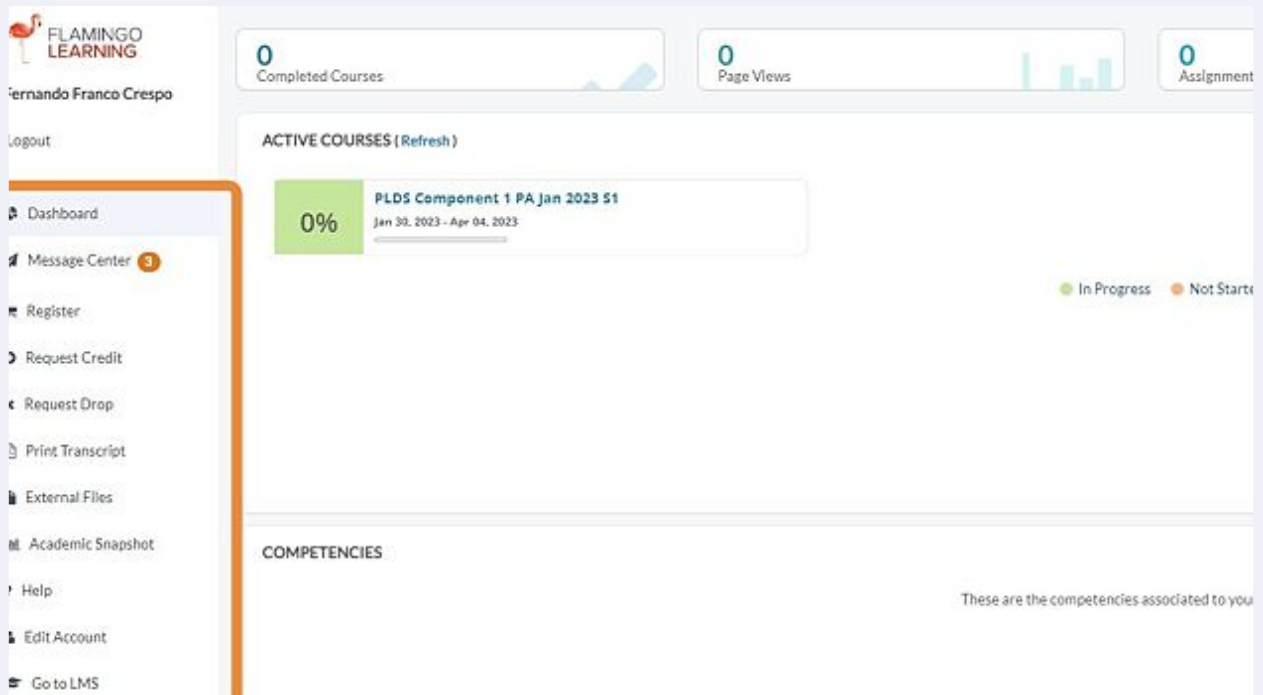 FLAMINGO
LEARNING
Fernando Franco Crespo
Logout
Dashboard
Message Center 3
Register
Request Credit
Request Drop
Print Transcript
External Files
Academic Snapshot
Help
Edit Account
Go to LMS
0
Completed Courses
0
Page Views
0
Assignment
ACTIVE COURSES (Refresh)
0%
PLDS Component 1 PA Jan 2023 S1
Jan 30, 2023 - Apr 04, 2023
In Progress Not Starte
COMPETENCIES
These are the competencies associated to you